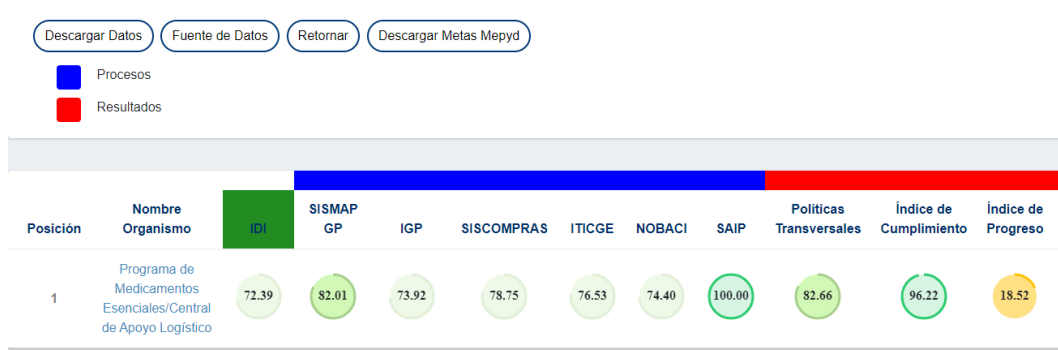 Descargar Datos Fuente de Datos Retornar Descargar Metas Mepyd
Procesos
Resultados
Posición Nombre Organismo IDI SISMAP GP IGP SISCOMPRAS ITICGE NOBACI SAIP Políticas Transversales Índice de Cumplimiento Índice de Progreso
1 Programa de Medicamentos Esenciales/Central de Apoyo Logístico 72.39 82.01 73.92 78.75 76.53 74.40 100.00 82.66 96.22 18.52